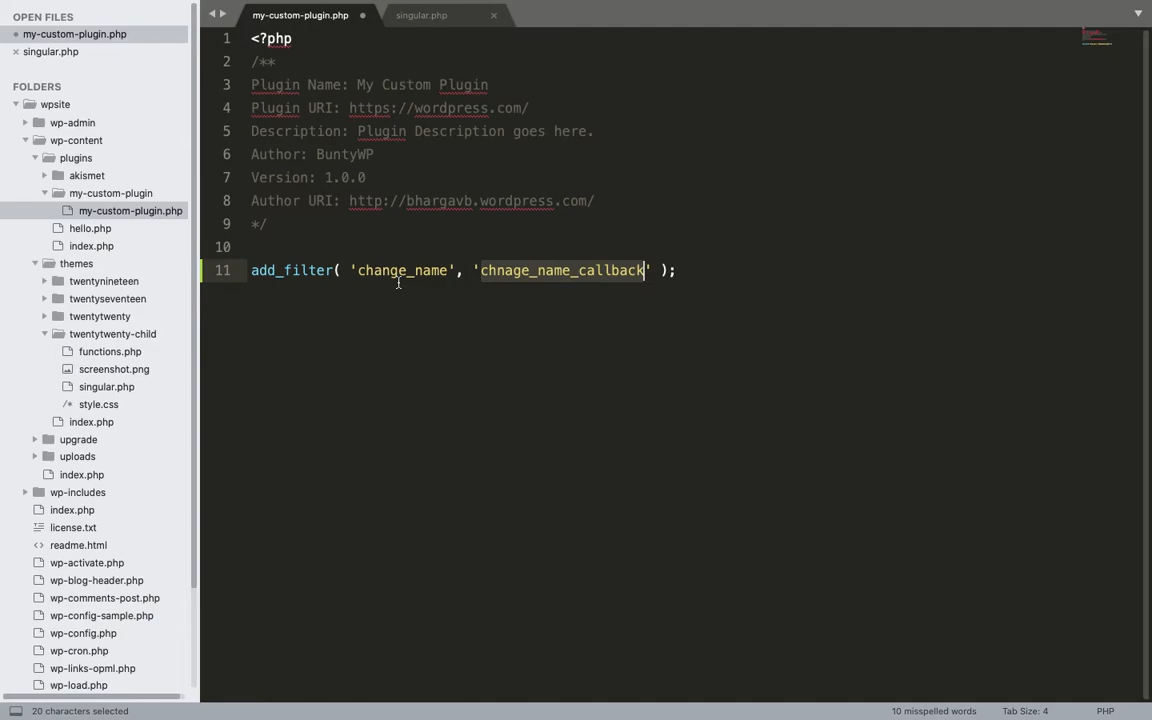 OPEN FILES
my-custom-plugin.php
singular.php
FOLDERS
wpsite
wp-admin
wp-content
plugins
akismet
my-custom-plugin
my-custom-plugin.php
hello.php
index.php
themes
twentynineteen
twentyseventeen
twentytwenty
twentytwenty-child
functions.php
screenshot.png
singular.php
style.css
index.php
upgrade
uploads
index.php
wp-includes
index.php
license.txt
readme.html
wp-activate.php
wp-blog-header.php
wp-comments-post.php
wp-config-sample.php
wp-config.php
wp-cron.php
wp-links-opml.php
wp-load.php
my-custom-plugin.php singular.php
1 <?php
2 /**
3 Plugin Name: My Custom Plugin
4 Plugin URI: https://wordpress.com/
5 Description: Plugin Description goes here.
6 Author: BuntyWP
7 Version: 1.0.0
8 Author URI: http://bhargavb.wordpress.com/
9 */
10
11 add_filter( 'change_name', 'chnage_name_callback' );
20 characters selected 10 misspelled words Tab Size: 4 PHP